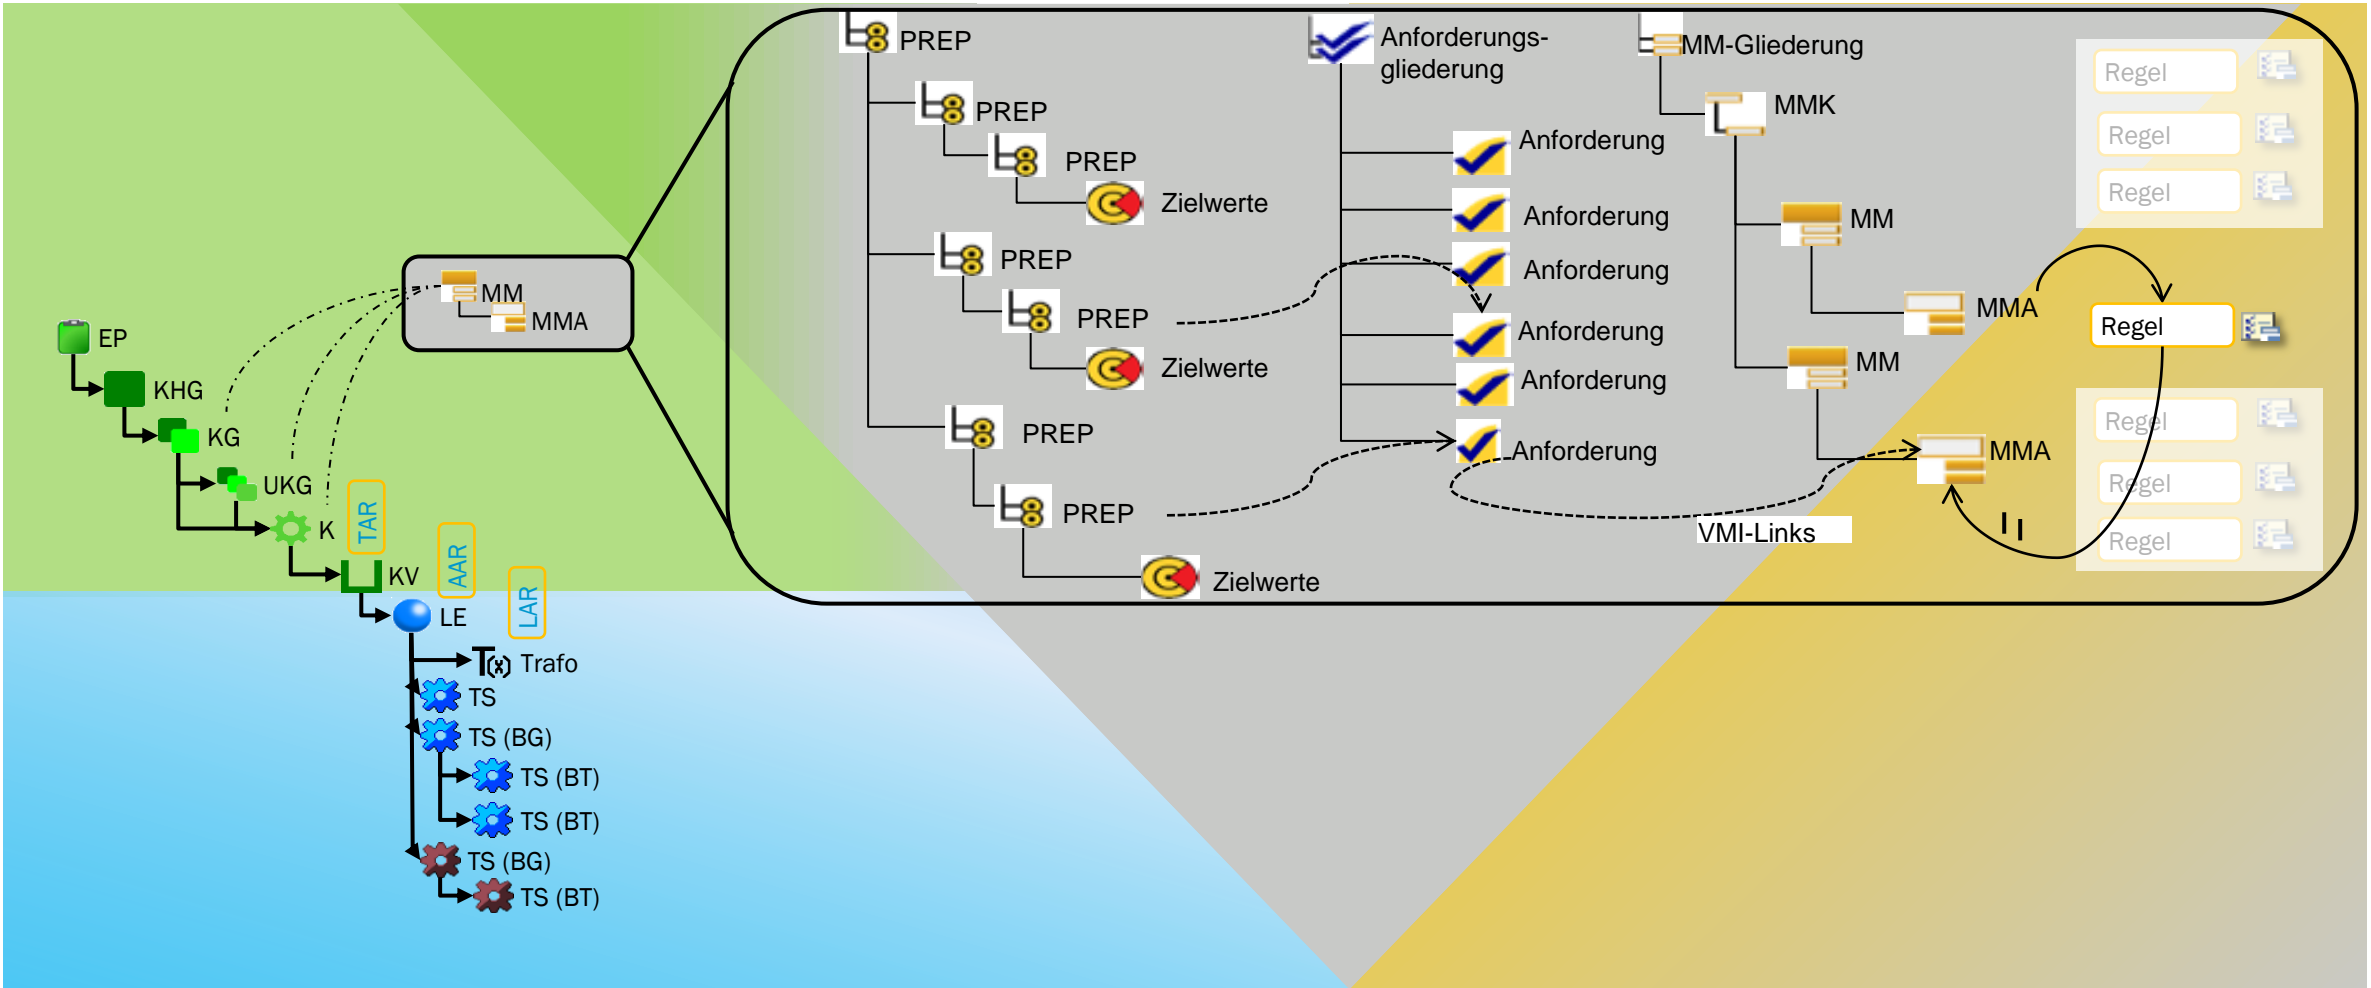 PREP
PREP
PREP
Zielwerte
PREP
PREP
Zielwerte
PREP
PREP
Zielwerte
Anforderungs-
gliederung
Anforderung
Anforderung
Anforderung
Anforderung
Anforderung
Anforderung
MM-Gliederung
MMK
MM
MMA
MM
MMA
VMI-Links
Regel
Regel
Regel
Regel
Regel
Regel
Regel
MM
MMA
EP
KHG
KG
UKG
K
TAR
KV
AAR
LE
LAR
T(x) Trafo
TS
TS (BG)
TS (BT)
TS (BT)
TS (BG)
TS (BT)